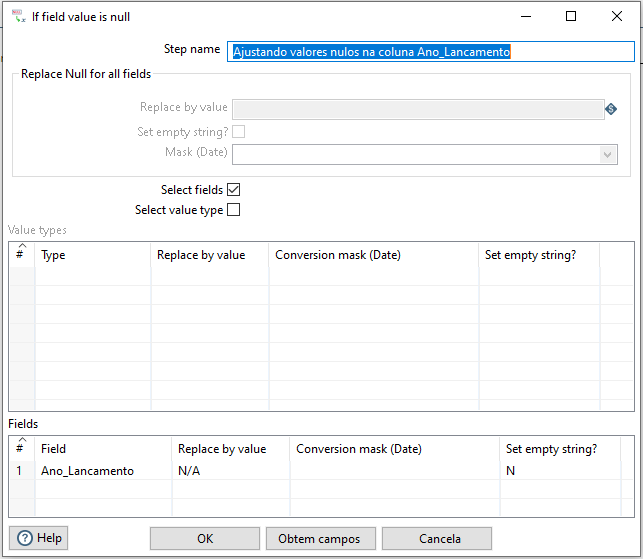 If field value is null
Step name Ajustando valores nulos na coluna Ano_Lancamento
Replace Null for all fields
Replace by value
Set empty string?
Mask (Date)
Select fields
Select value type
Value types
# Type Replace by value Conversion mask (Date) Set empty string?
Fields
# Field Replace by value Conversion mask (Date) Set empty string?
1 Ano_Lancamento N/A N
Help OK Obtem campos Cancela